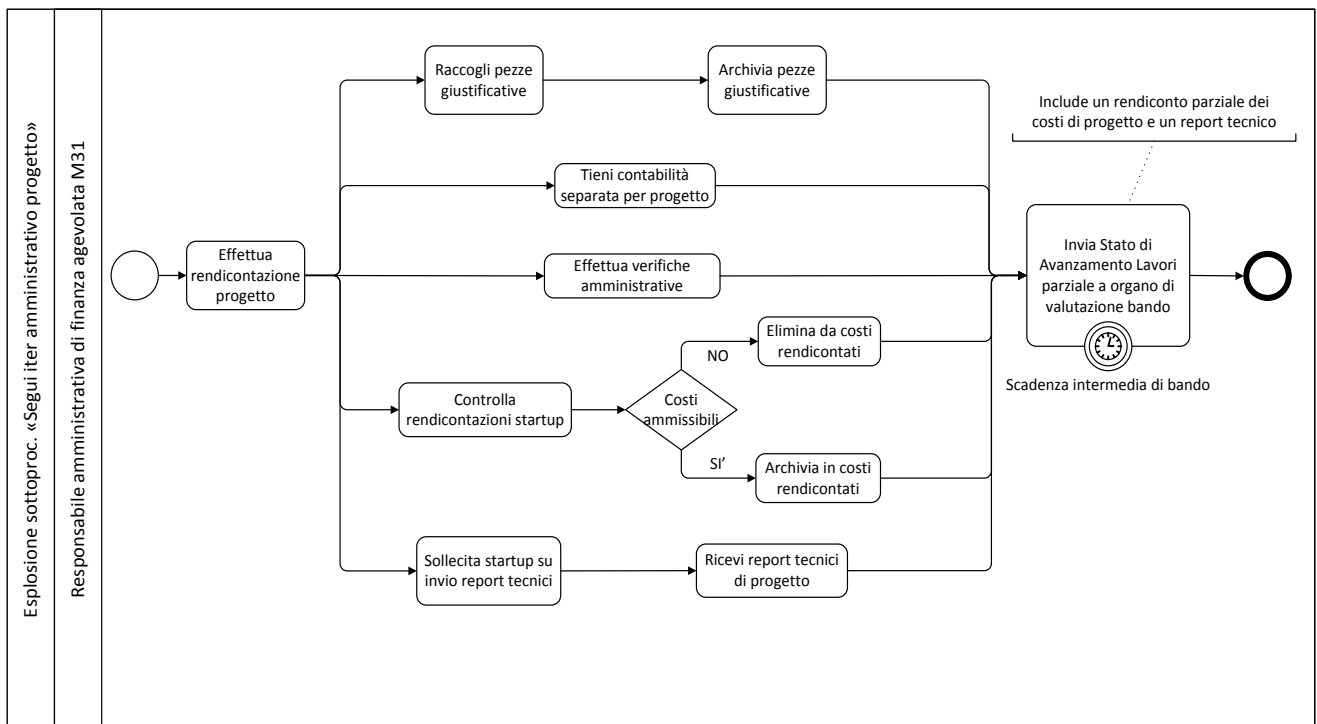 Esplosione sottoproc. «Segui iter amministrativo progetto»
Responsabile amministrativa di finanza agevolata M31
Effettua
rendicontazione
progetto
Raccogli pezze
giustificative
Archivia pezze
giustificative
Tieni contabilità
separata per progetto
Effettua verifiche
amministrative
Controlla
rendicontazioni startup
Costi
ammissibili
NO
Elimina da costi
rendicontati
SI’
Archivia in costi
rendicontati
Sollecita startup su
invio report tecnici
Ricevi report tecnici
di progetto
Include un rendiconto parziale dei
costi di progetto e un report tecnico
Invia Stato di
Avanzamento Lavori
parziale a organo di
valutazione bando
Scadenza intermedia di bando